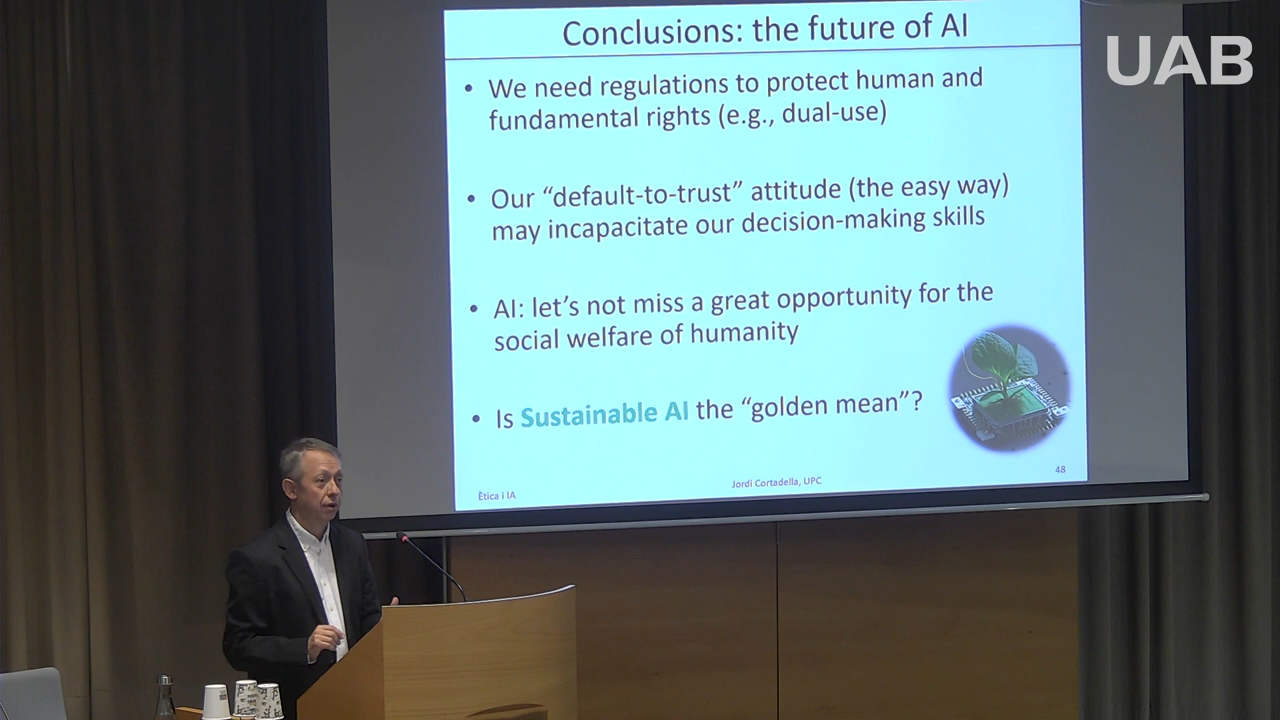 Conclusions: the future of AI
UAB
• We need regulations to protect human and
fundamental rights (e.g., dual-use)
• Our “default-to-trust” attitude (the easy way)
may incapacitate our decision-making skills
• AI: let’s not miss a great opportunity for the
social welfare of humanity
• Is Sustainable AI the “golden mean”?
48
Jordi Cortadella, UPC
Ètica i IA